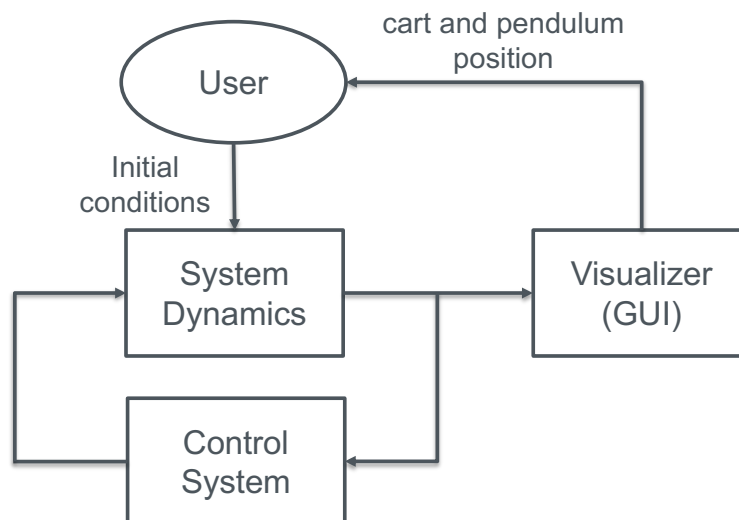 cart and pendulum
position
User
Initial
conditions
System
Dynamics
Visualizer
(GUI)
Control
System